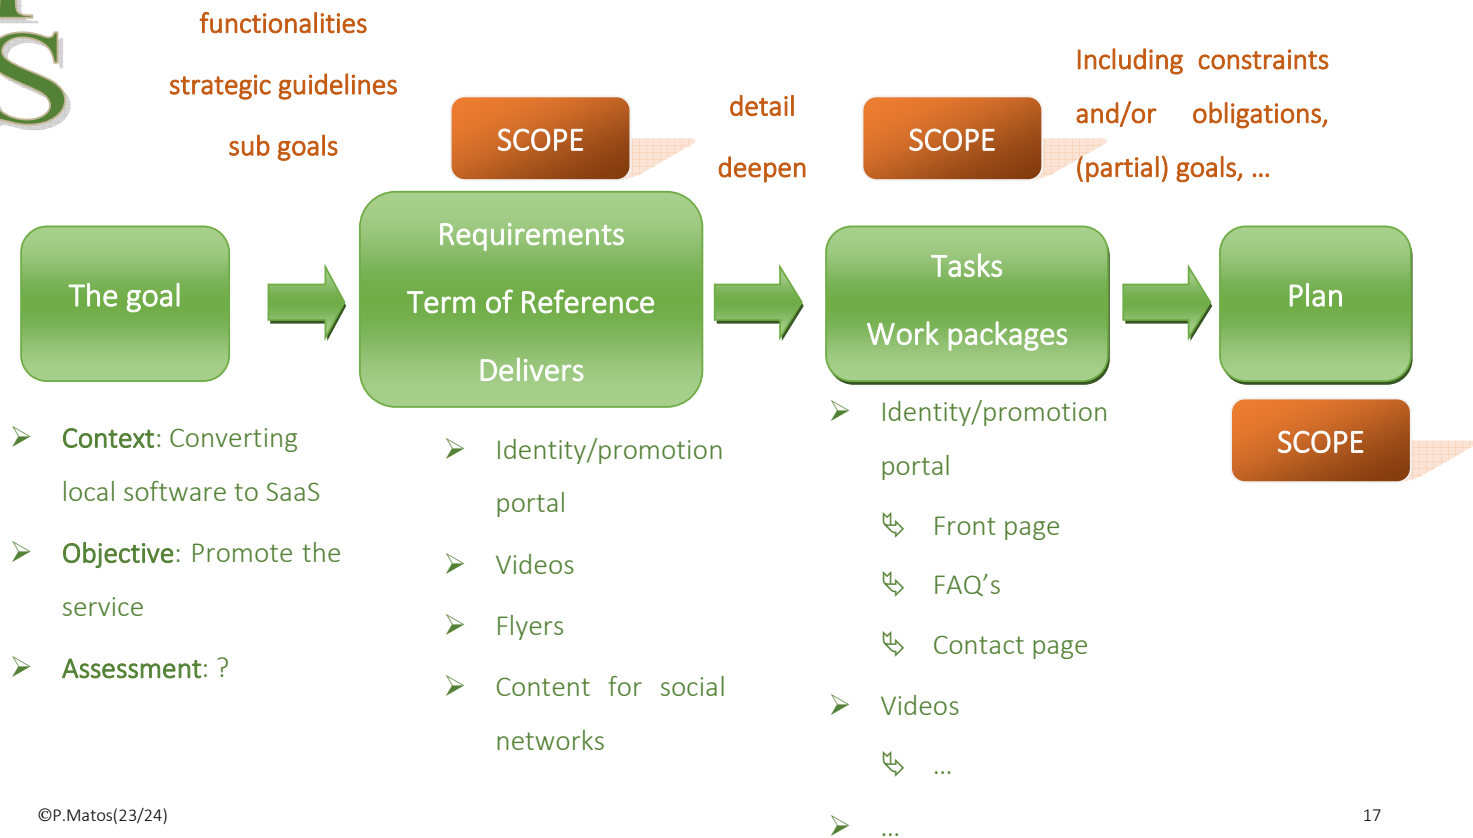 S
functionalities
strategic guidelines
sub goals
SCOPE
detail
deepen
SCOPE
Including constraints
and/or obligations,
(partial) goals, ...
The goal
Requirements
Term of Reference
Delivers
Tasks
Work packages
Plan
SCOPE
➢ Context: Converting
local software to SaaS
➢ Objective: Promote the
service
➢ Assessment: ?
➢ Identity/promotion
portal
➢ Videos
➢ Flyers
➢ Content for social
networks
➢ Identity/promotion
portal
Front page
FAQ's
Contact page
➢ Videos
...
➢ ...
©P.Matos(23/24)
17